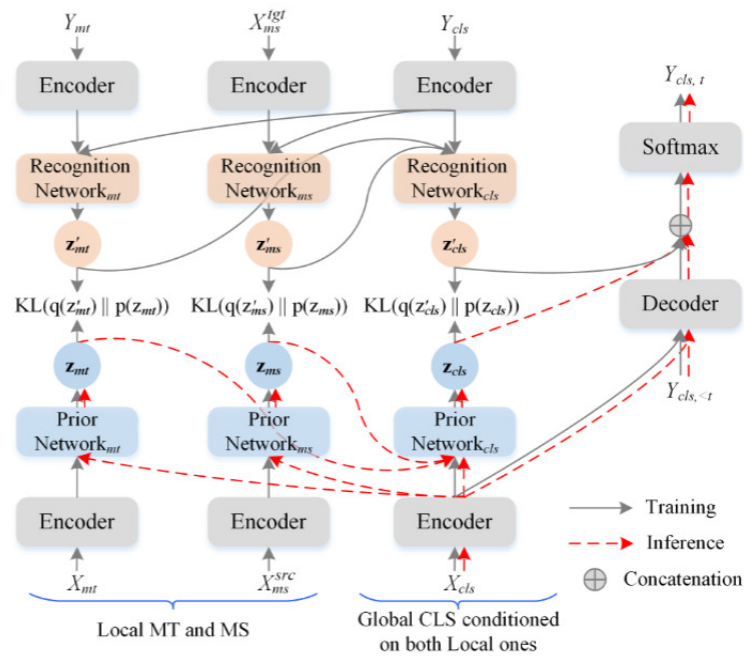 Y_mt X_ms^tgt Y_cls
Encoder Encoder Encoder
Y_cls, t
Softmax
Recognition Recognition Recognition
Network_mt Network_ms Network_cls
z'_mt z'_ms z'_cls
KL(q(z'_mt) || p(z_mt)) KL(q(z'_ms) || p(z_ms)) KL(q(z'_cls) || p(z_cls))
Decoder
z_mt z_ms z_cls
Y_cls,<t
Prior Prior Prior
Network_mt Network_ms Network_cls
Encoder Encoder Encoder
Training
Inference
Concatenation
X_mt X_ms^src X_cls
Local MT and MS
Global CLS conditioned
on both Local ones